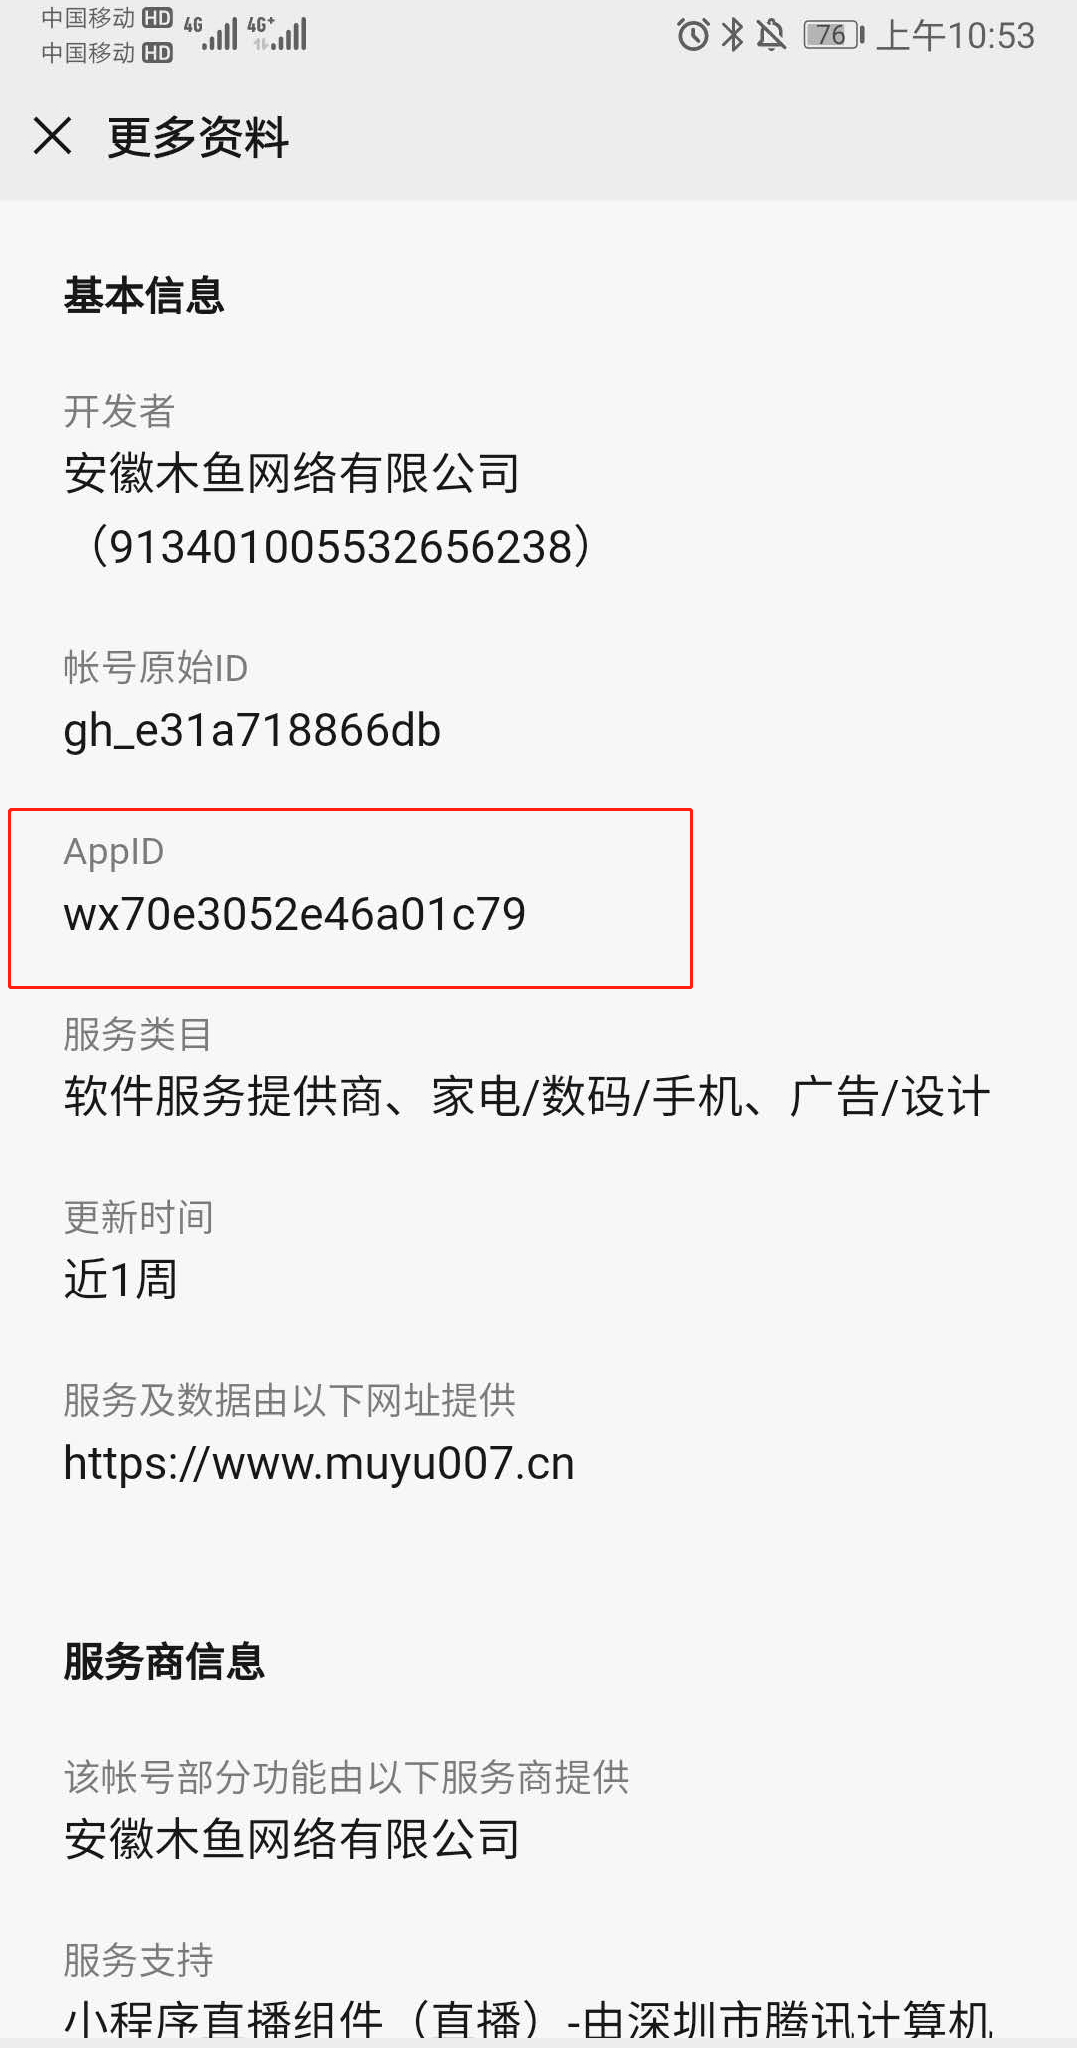 中国移动 HD 4G 4G+ 76 上午10:53
中国移动 HD
更多资料
基本信息
开发者
安徽木鱼网络有限公司
（913401005532656238）
帐号原始ID
gh_e31a718866db
AppID
wx70e3052e46a01c79
服务类目
软件服务提供商、家电/数码/手机、广告/设计
更新时间
近1周
服务及数据由以下网址提供
https://www.muyu007.cn
服务商信息
该帐号部分功能由以下服务商提供
安徽木鱼网络有限公司
服务支持
小程序直播组件（直播）-由深圳市腾讯计算机